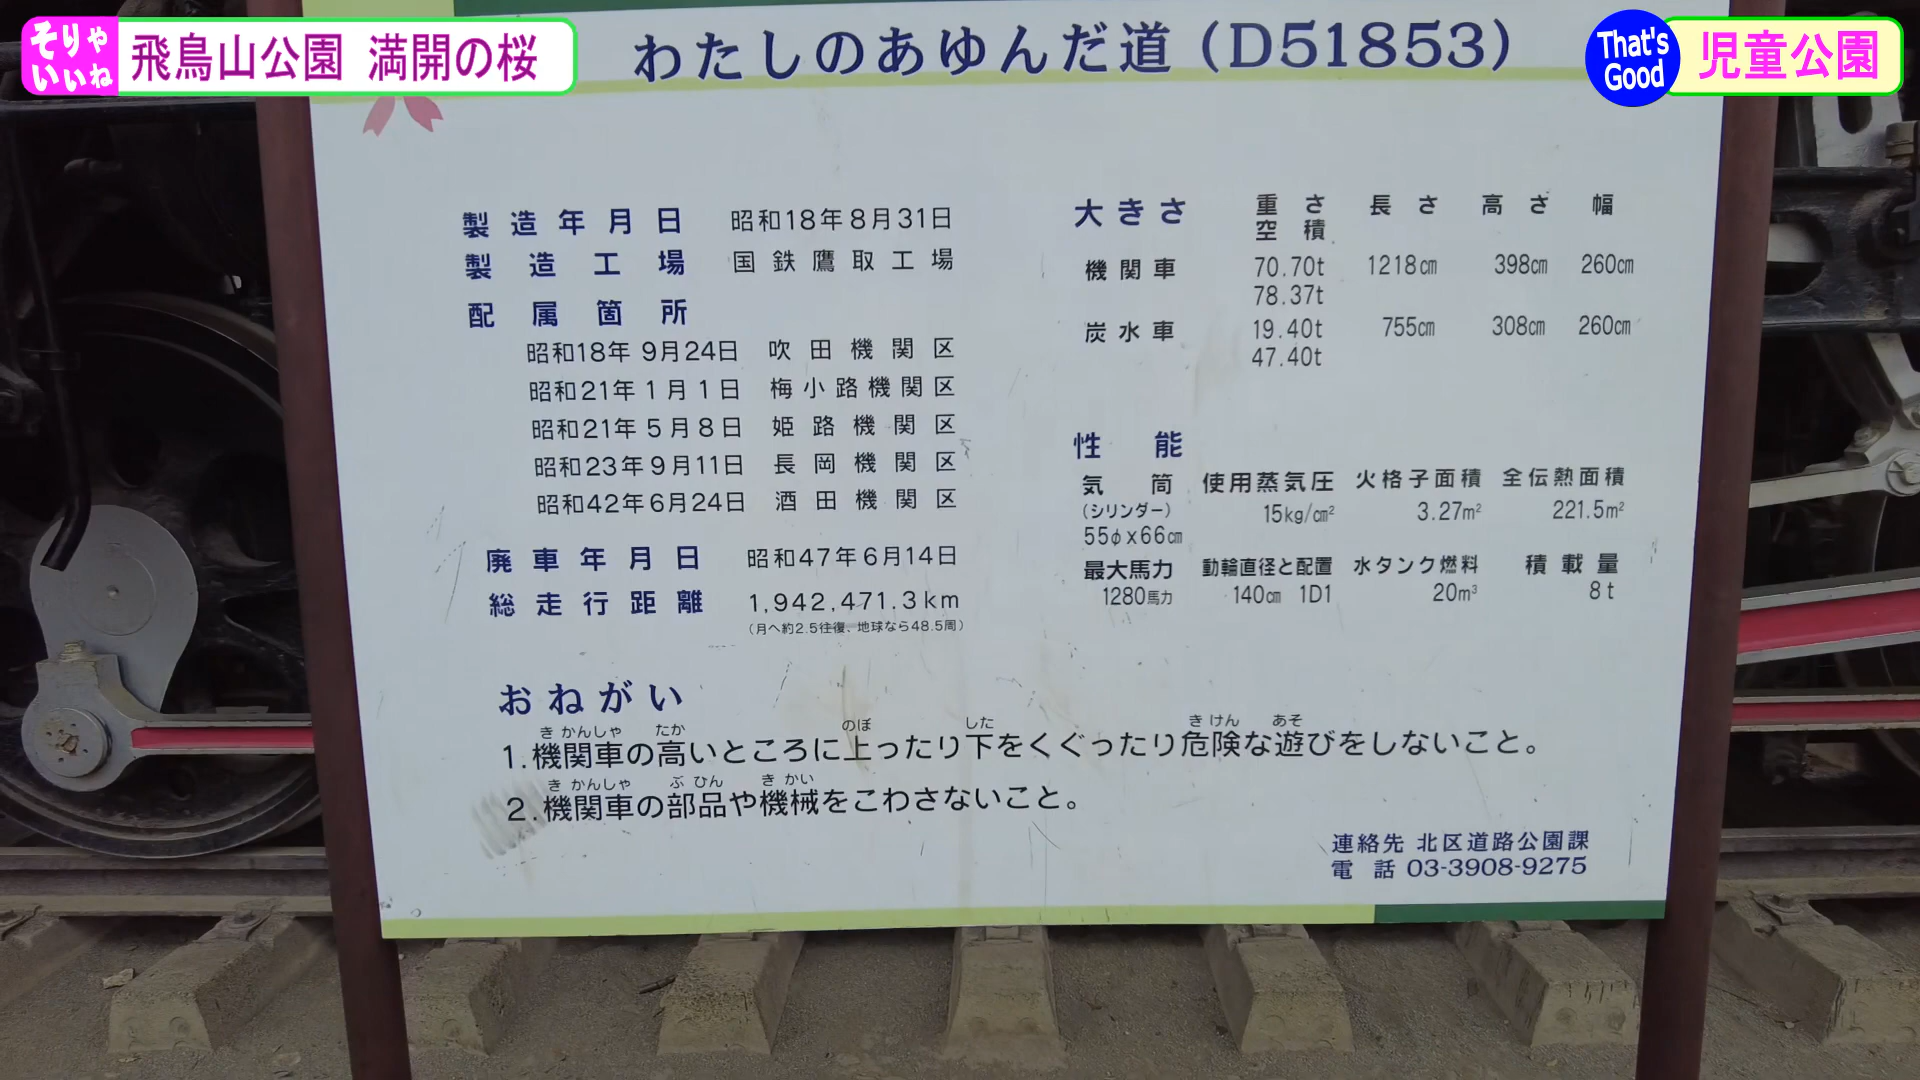 そりゃ
いいね
飛鳥山公園 満開の桜
That's
Good
児童公園
わたしのあゆんだ道(D51853)
製造年月日 昭和18年8月31日
製造工場 国鉄鷹取工場
配属箇所
昭和18年9月24日 吹田機関区
昭和21年1月1日 梅小路機関区
昭和21年5月8日 姫路機関区
昭和23年9月11日 長岡機関区
昭和42年6月24日 酒田機関区
廃車年月日 昭和47年6月14日
総走行距離 1,942,471.3km
(月へ約2.5往復、地球なら48.5周)
大きさ 重さ 長さ 高さ 幅
空積
機関車 70.70t 1218cm 398cm 260cm
78.37t
炭水車 19.40t 755cm 308cm 260cm
47.40t
性能
気筒 使用蒸気圧 火格子面積 全伝熱面積
(シリンダー) 15kg/cm² 3.27m² 221.5m²
55φx66cm
最大馬力 動輪直径と配置 水タンク燃料 積載量
1280馬力 140cm 1D1 20m³ 8t
おねがい
き かんしゃ たか のぼ した き けん あそ
1.機関車の高いところに上ったり下をくぐったり危険な遊びをしないこと。
き かんしゃ ぶ ひん き かい
2.機関車の部品や機械をこわさないこと。
連絡先 北区道路公園課
電話 03-3908-9275